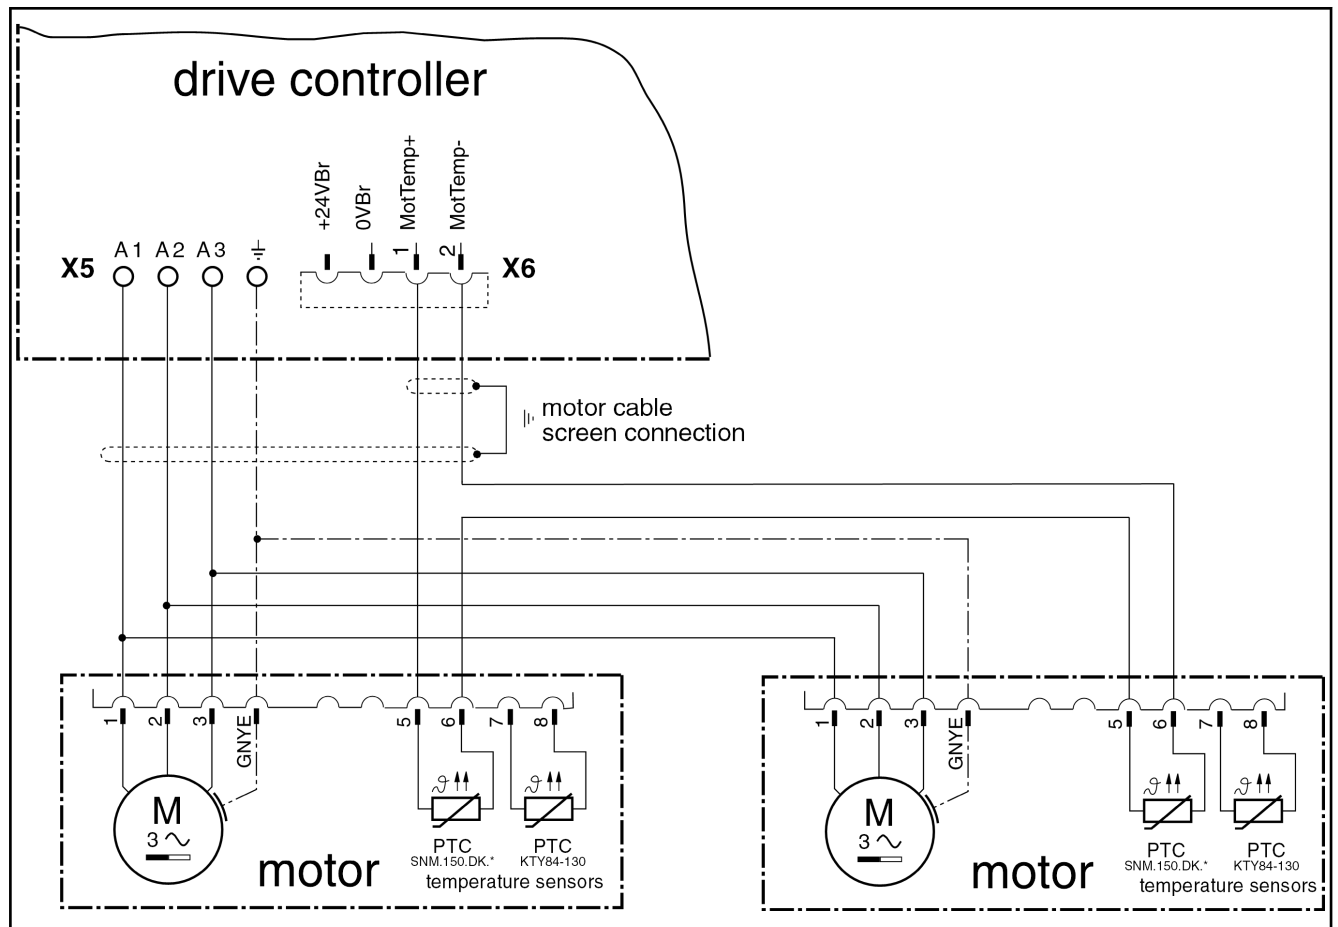 drive controller
+24VBr
0VBr
MotTemp+
MotTemp-
X5 A1 A2 A3 1 2 X6
motor cable
screen connection
1 2 3 GNYE 5 6 7 8
M
3
ϑ
ϑ
PTC PTC
SNM.150.DK.* KTY84-130
motor temperature sensors
1 2 3 GNYE 5 6 7 8
M
3
ϑ
ϑ
PTC PTC
SNM.150.DK.* KTY84-130
motor temperature sensors